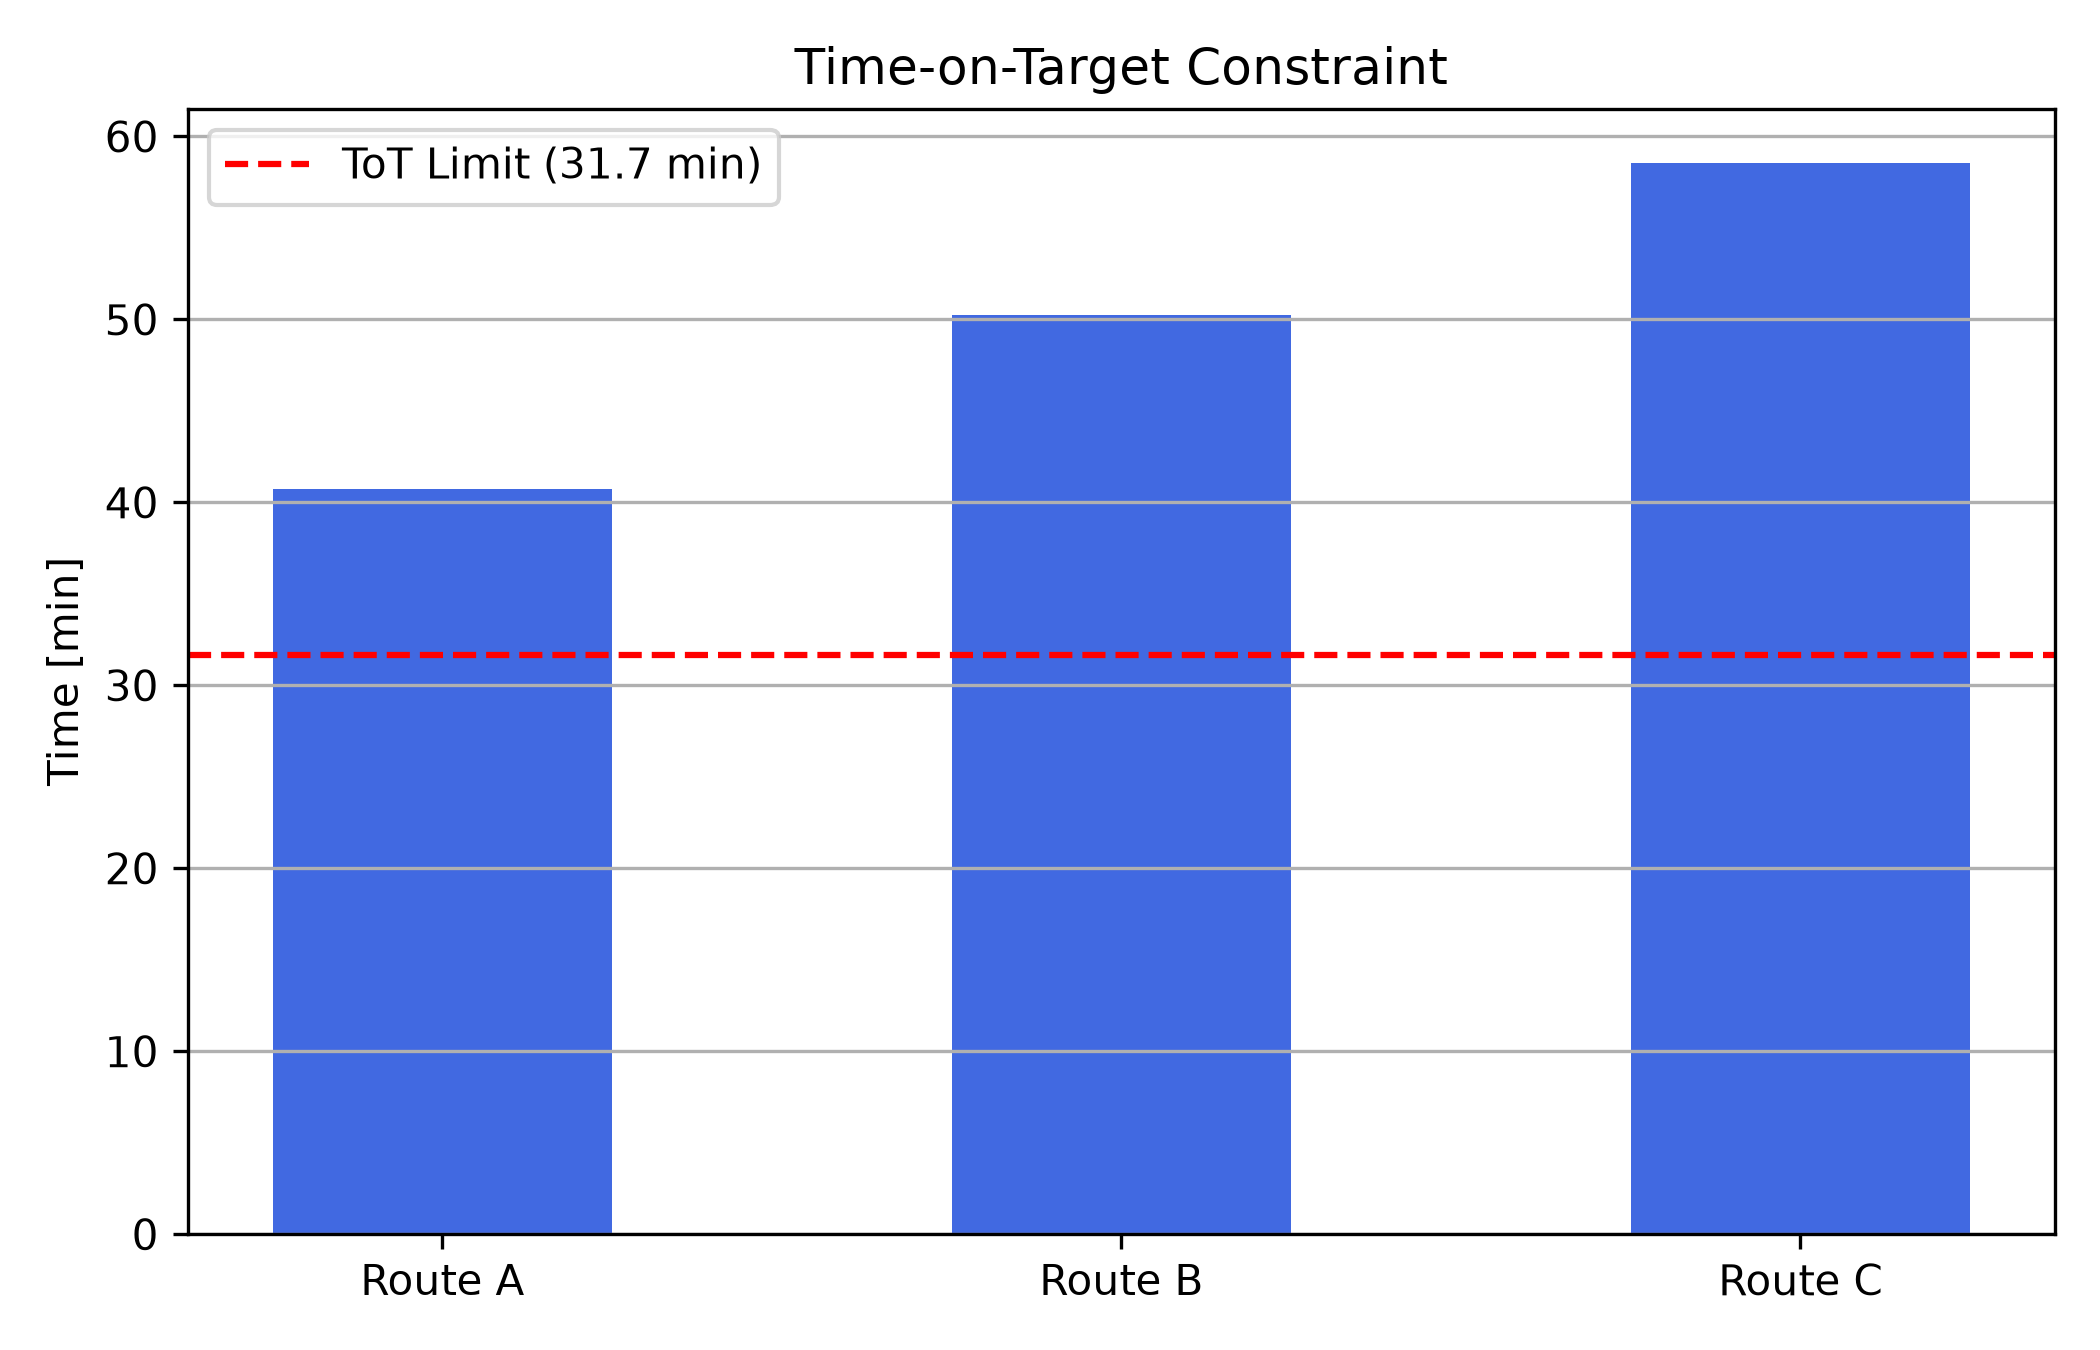 Time-on-Target Constraint
ToT Limit (31.7 min)
Time [min]
60
50
40
30
20
10
0
Route A
Route B
Route C